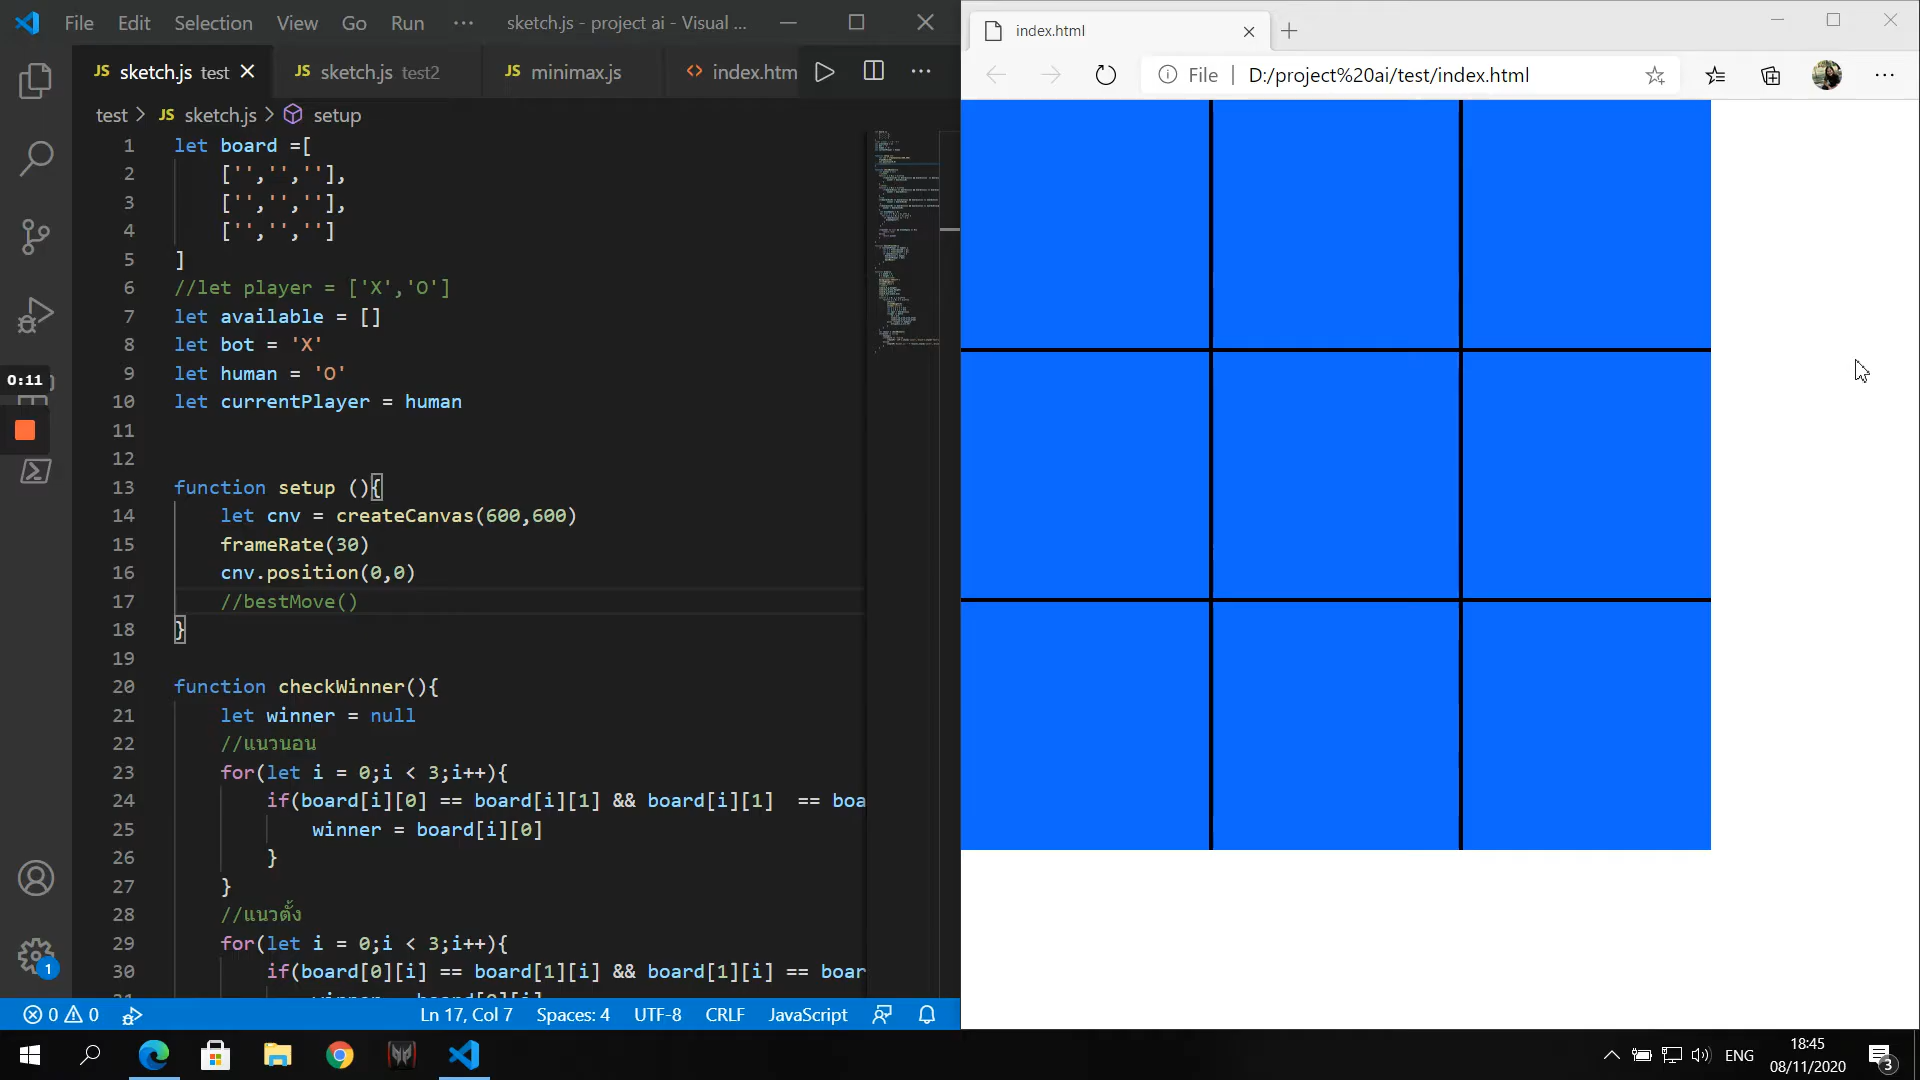 File Edit Selection View Go Run ··· sketch.js - project ai - Visual ...
JS sketch.js test
JS sketch.js test2
JS minimax.js
<> index.htm
test > JS sketch.js > setup
1 let board =[
2 ['','',''],
3 ['','',''],
4 ['','','']
5 ]
6 //let player = ['X','O']
7 let available = []
8 let bot = 'X'
9 let human = 'O'
10 let currentPlayer = human
11
12
13 function setup (){
14 let cnv = createCanvas(600,600)
15 frameRate(30)
16 cnv.position(0,0)
17 //bestMove()
18 }
19
20 function checkWinner(){
21 let winner = null
22 //แนวนอน
23 for(let i = 0;i < 3;i++){
24 if(board[i][0] == board[i][1] && board[i][1] == boa
25 winner = board[i][0]
26 }
27 }
28 //แนวตั้ง
29 for(let i = 0;i < 3;i++){
30 if(board[0][i] == board[1][i] && board[1][i] == boar
0:11
1
0 0
Ln 17, Col 7 Spaces: 4 UTF-8 CRLF JavaScript
index.html
File | D:/project%20ai/test/index.html
ENG
18:45
08/11/2020
3